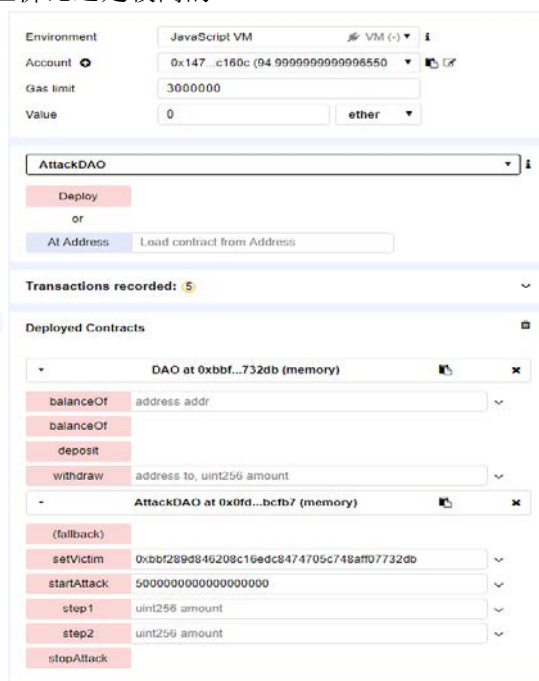 Environment JavaScript VM VM (-) i
Account 0x147...c160c (94.9999999999996550
Gas limit 3000000
Value 0 ether
AttackDAO i
Deploy
or
At Address Load contract from Address
Transactions recorded: 5
Deployed Contracts
DAO at 0xbbf...732db (memory)
balanceOf address addr
balanceOf
deposit
withdraw address to, uint256 amount
AttackDAO at 0x0fd...bcfb7 (memory)
(fallback)
setVictim 0xbbf289d846208c16edc8474705c748aff07732db
startAttack 5000000000000000000
step1 uint256 amount
step2 uint256 amount
stopAttack